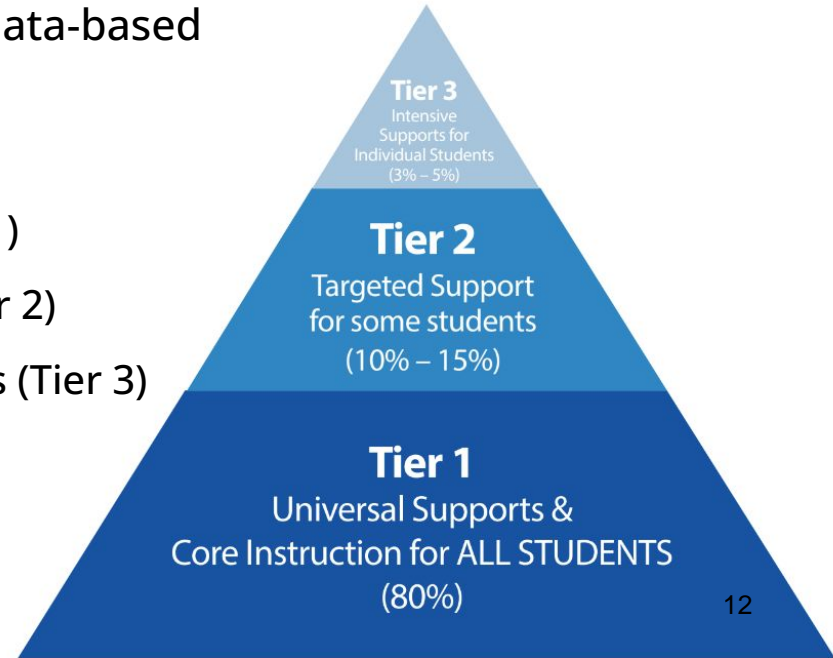 ata-based
)
r 2)
s (Tier 3)
Tier 3
Intensive
Supports for
Individual Students
(3% – 5%)
Tier 2
Targeted Support
for some students
(10% – 15%)
Tier 1
Universal Supports &
Core Instruction for ALL STUDENTS
(80%)
12